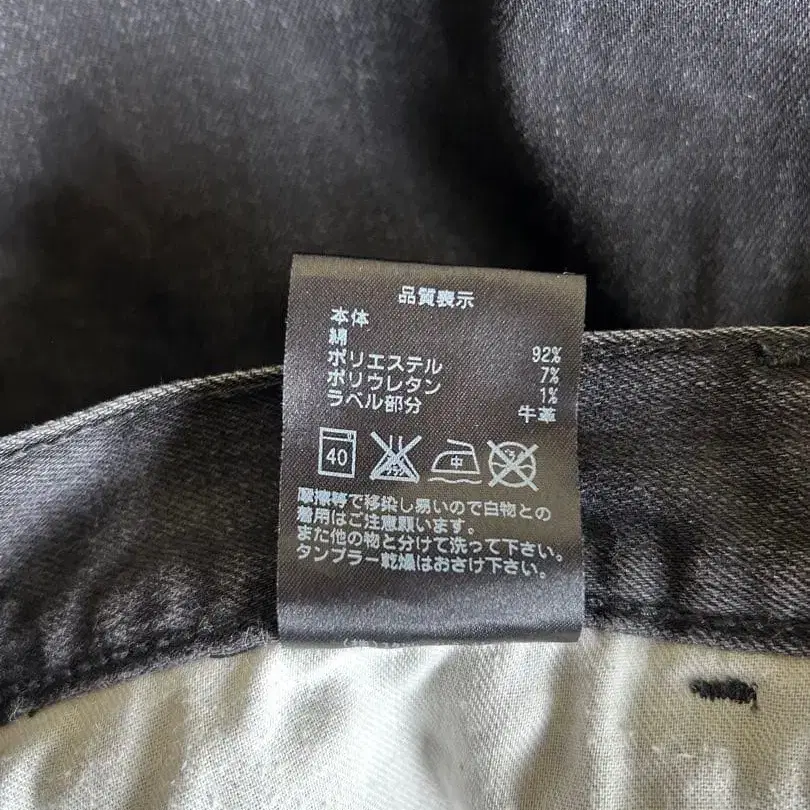 品質表示
本体
綿 92%
ポリエステル 7%
ポリウレタン 1%
ラベル部分 牛革
40 中
摩擦等で移染し易いので白物との
着用はご注意願います。
また他の物と分けて洗って下さい。
タンブラー乾燥はおさけ下さい。